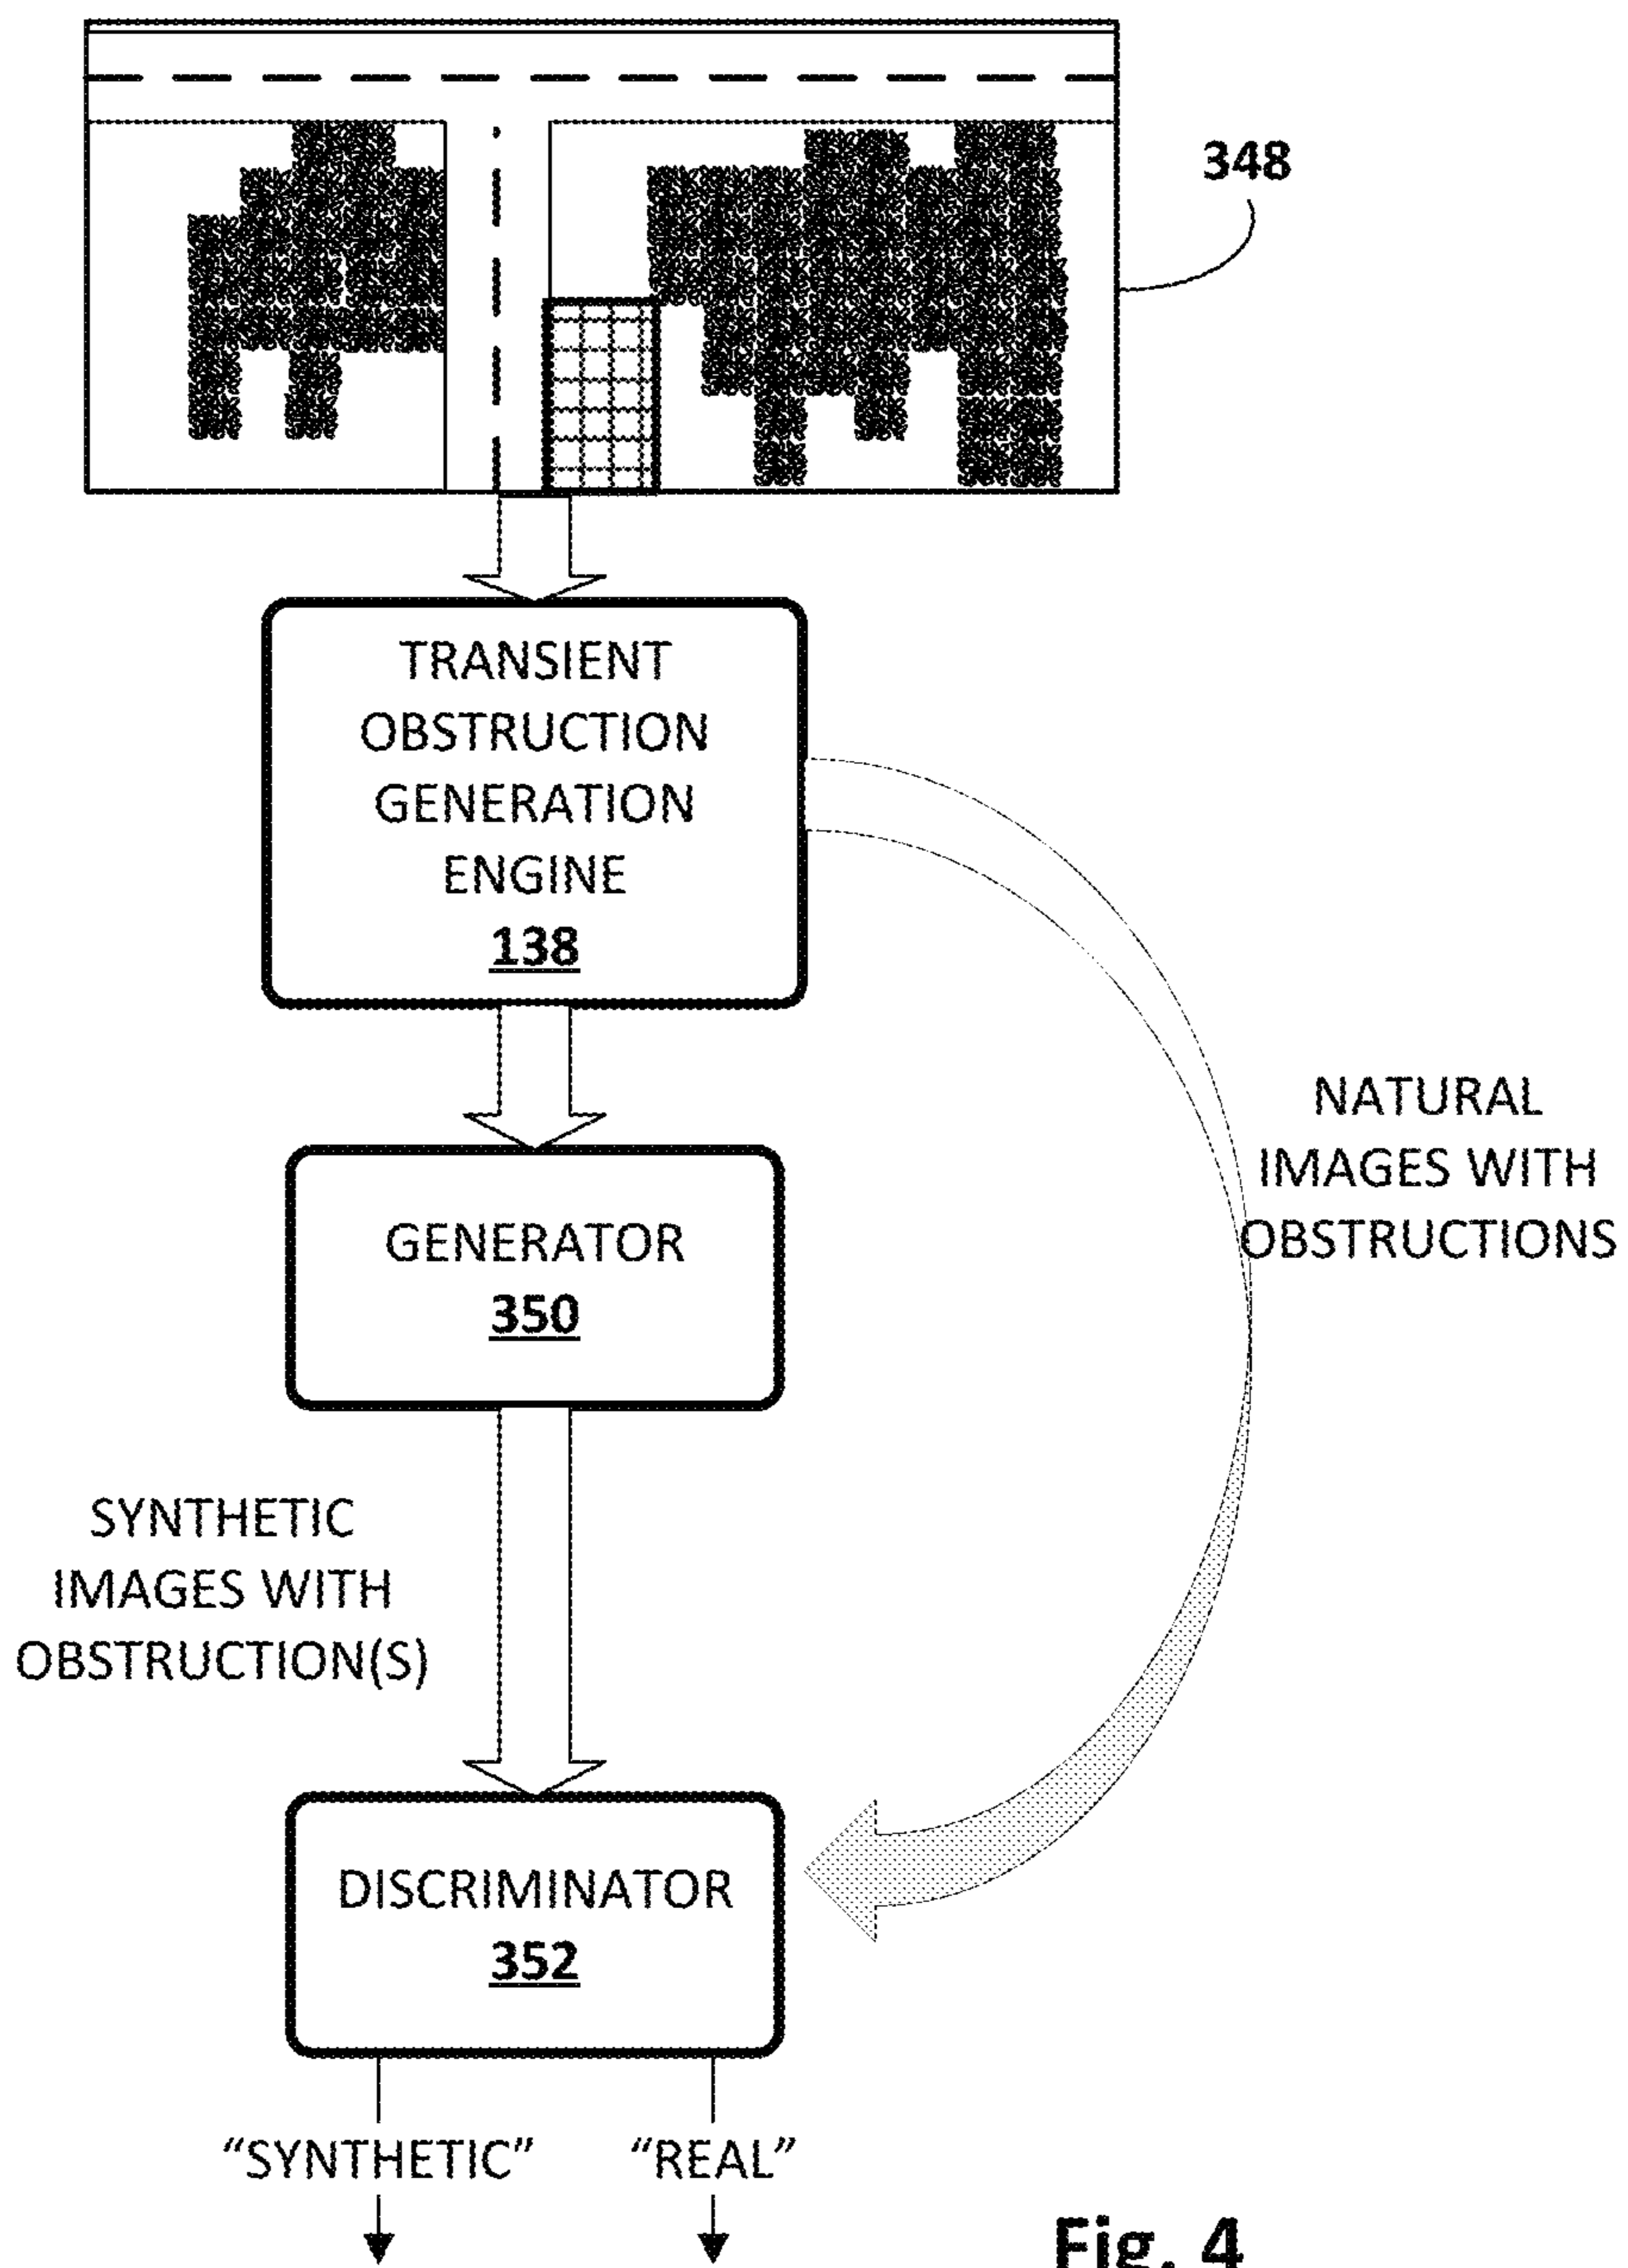 348
TRANSIENT
OBSTRUCTION
GENERATION
ENGINE
138
NATURAL
IMAGES WITH
OBSTRUCTIONS
GENERATOR
350
SYNTHETIC
IMAGES WITH
OBSTRUCTION(S)
DISCRIMINATOR
352
“SYNTHETIC” “REAL”
Fig. 4